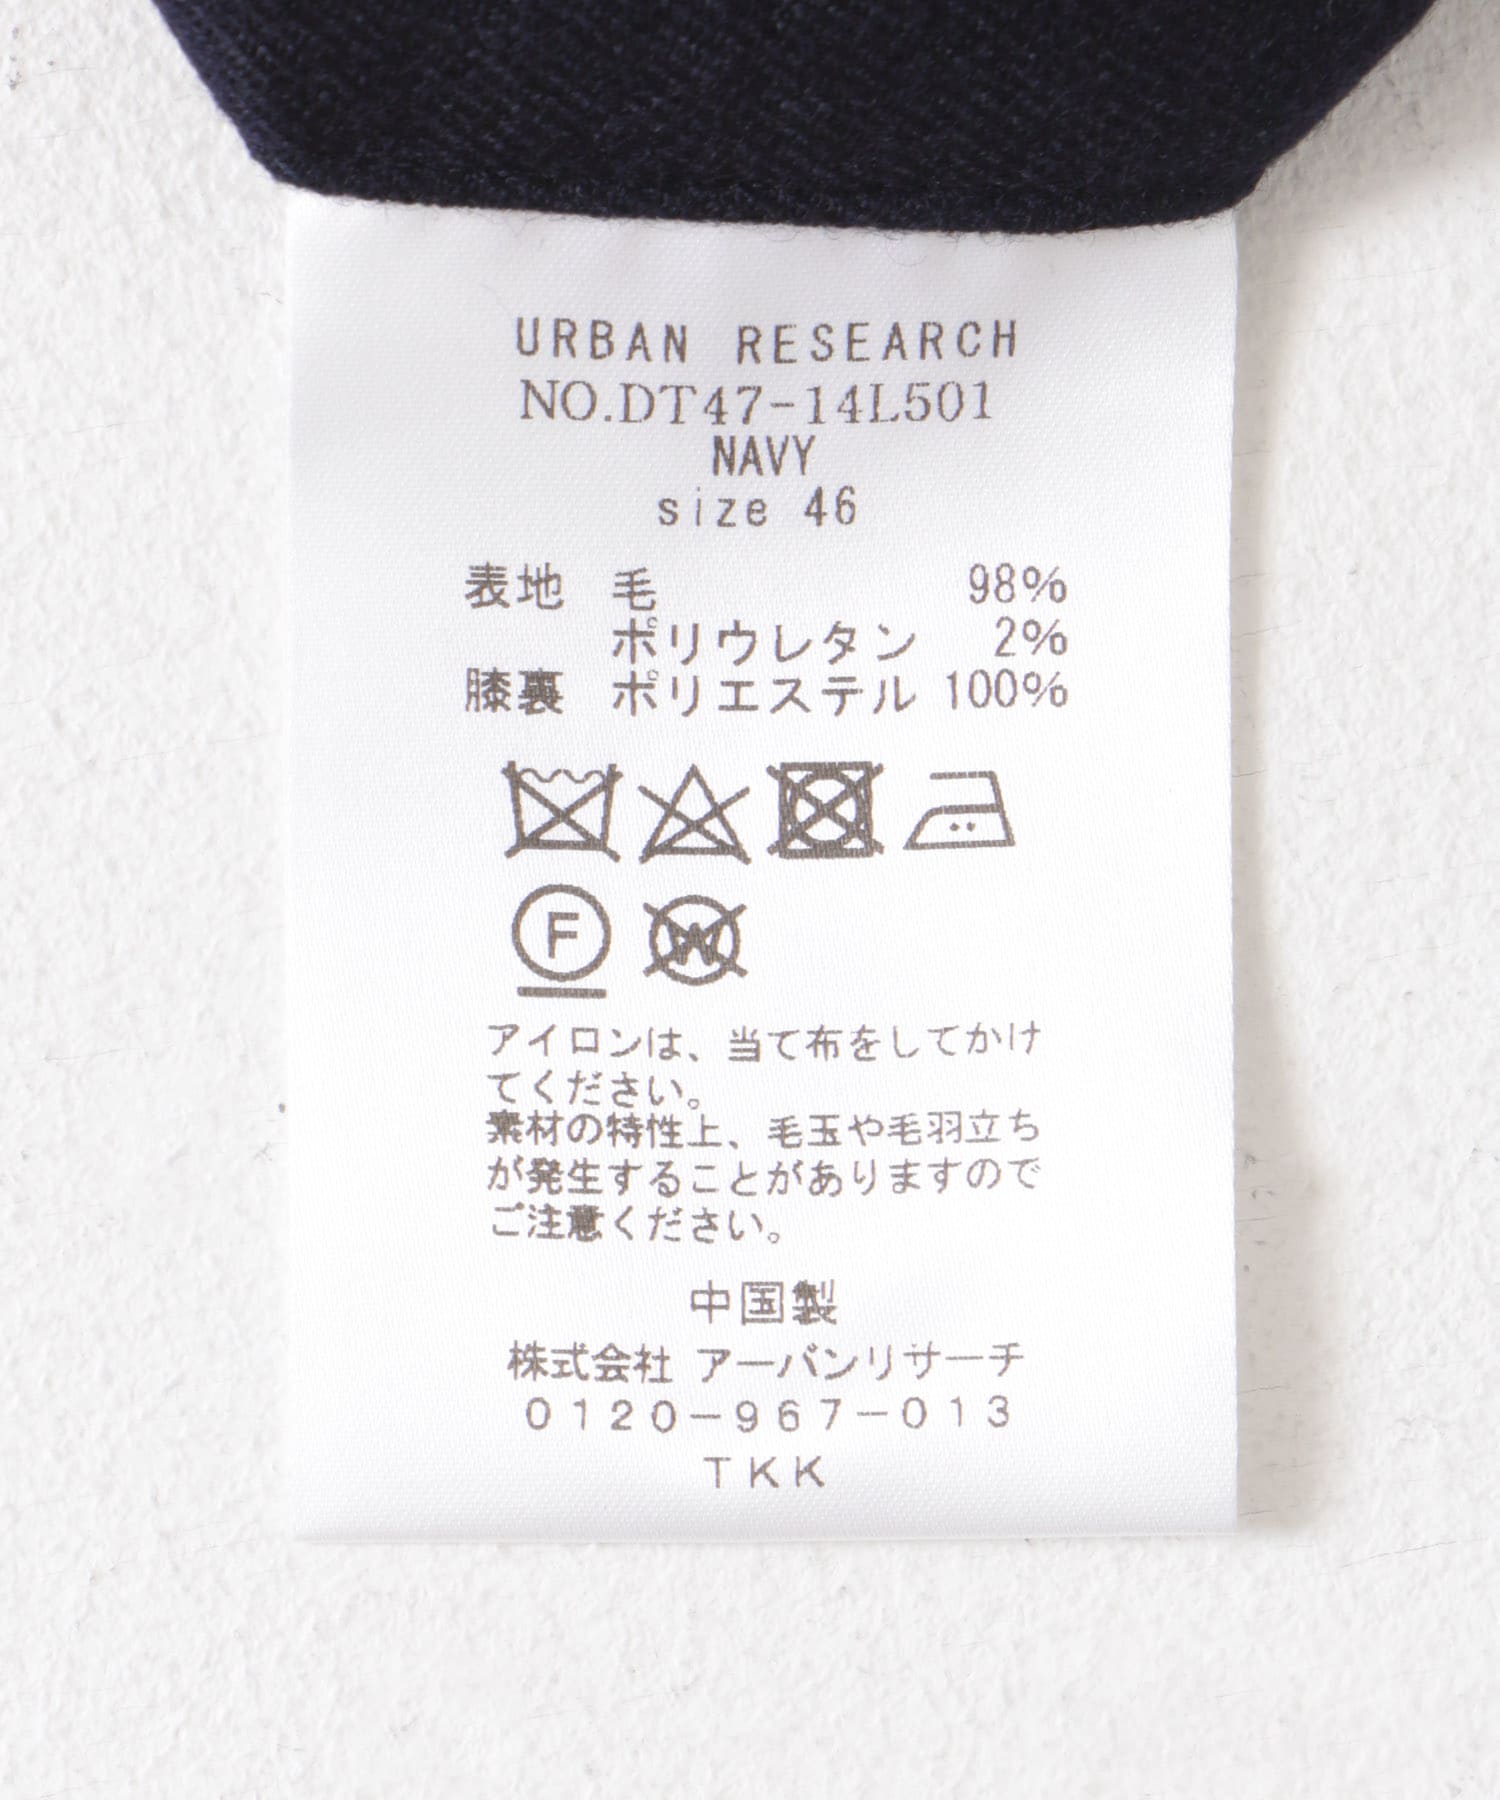 URBAN RESEARCH
NO.DT47-14L501
NAVY
size 46
表地 毛 98%
ポリウレタン 2%
膝裏 ポリエステル 100%
F W
アイロンは、当て布をしてかけ
てください。
素材の特性上、毛玉や毛羽立ち
が発生することがありますので
ご注意ください。
中国製
株式会社 アーバンリサーチ
0120-967-013
TKK